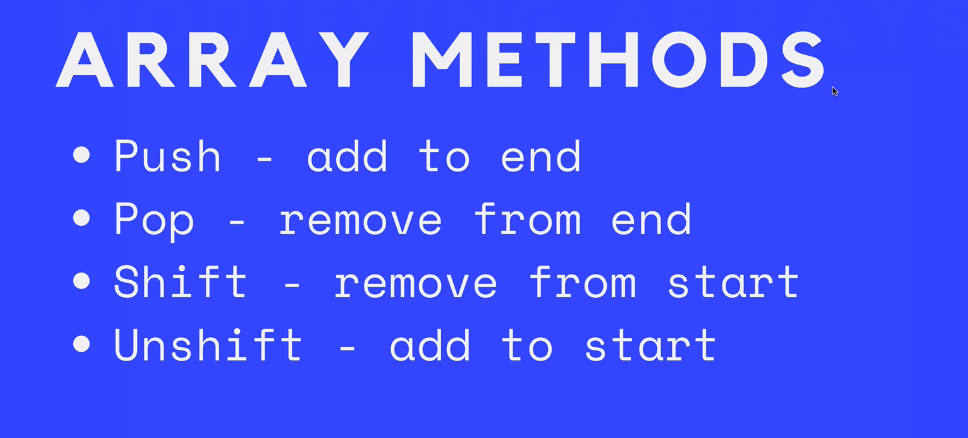 ARRAY METHODS
• Push - add to end
• Pop - remove from end
• Shift - remove from start
• Unshift - add to start